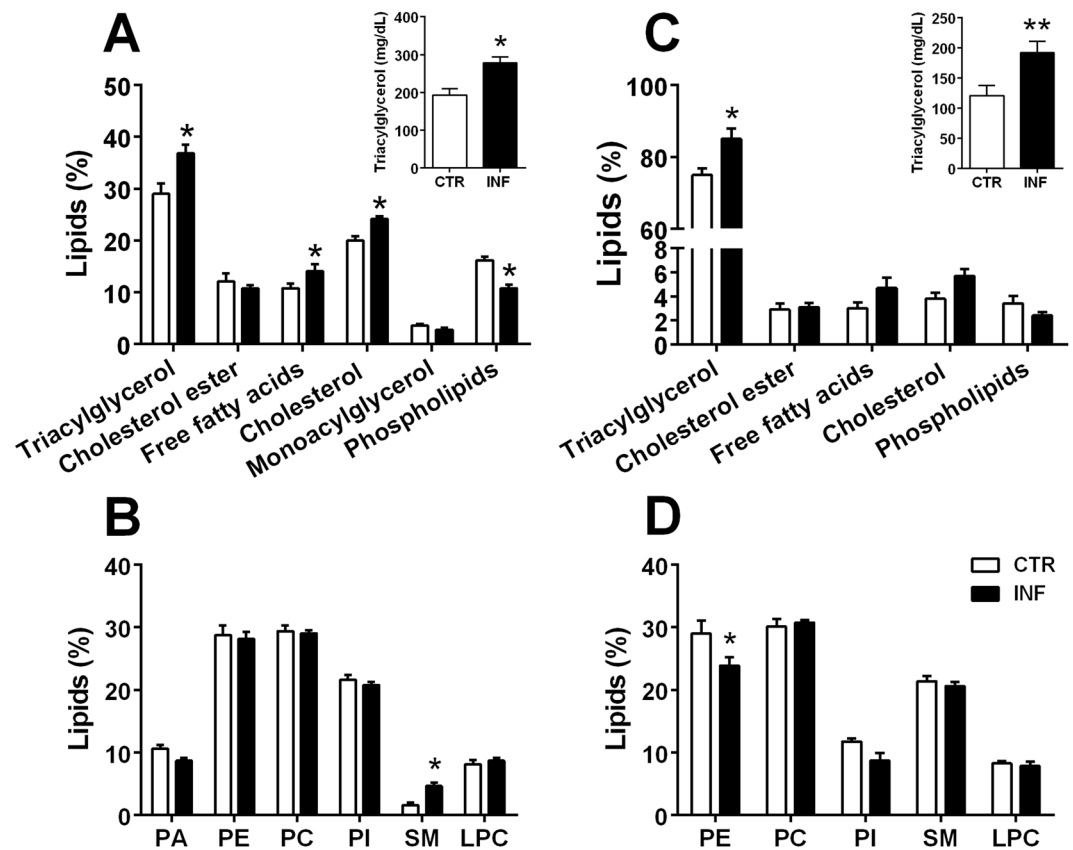 A
Lipids (%)
50
40
30
20
10
0
*
*
*
*
Triacylglycerol
Cholesterol ester
Free fatty acids
Cholesterol
Monoacylglycerol
Phospholipids
Triacylglycerol (mg/dL)
400
300
200
100
0
*
CTR INF
C
Lipids (%)
100
80
60
8
6
4
2
0
*
Triacylglycerol
Cholesterol ester
Free fatty acids
Cholesterol
Phospholipids
Triacylglycerol (mg/dL)
250
200
150
100
50
0
**
CTR INF
B
Lipids (%)
40
30
20
10
0
*
PA PE PC PI SM LPC
D
Lipids (%)
40
30
20
10
0
*
PE PC PI SM LPC
CTR
INF